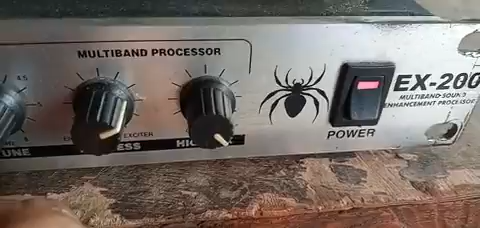 MULTIBAND PROCESSOR
EX-200
MULTIBAND SOUND
ENHANCEMENT PROCESSOR
POWER
EXCITER